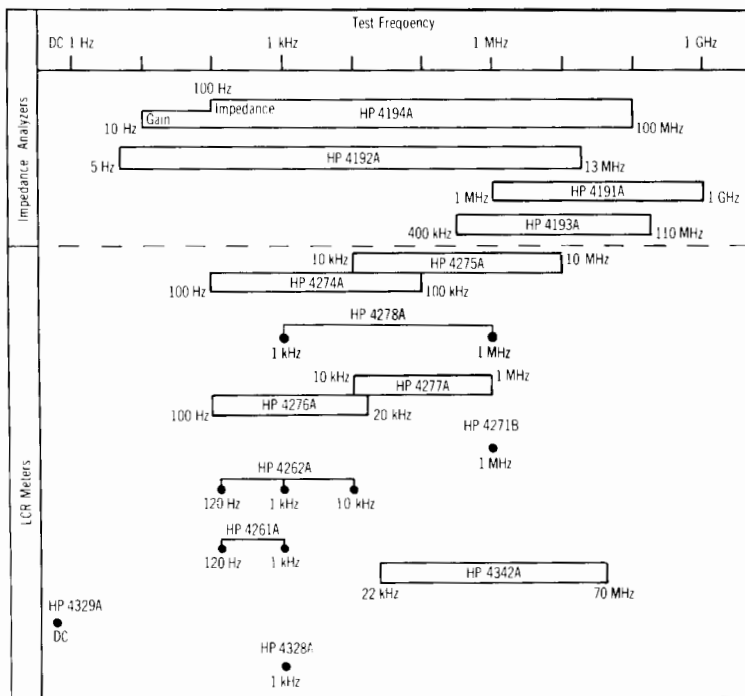 Test Frequency
DC 1 Hz 1 kHz 1 MHz 1 GHz
Impedance Analyzers
100 Hz
Impedance
Gain
HP 4194A
10 Hz
100 MHz
HP 4192A
5 Hz
13 MHz
HP 4191A
1 MHz
1 GHz
HP 4193A
400 kHz
110 MHz
LCR Meters
10 kHz
HP 4275A
10 MHz
HP 4274A
100 Hz
100 kHz
HP 4278A
1 kHz
1 MHz
10 kHz
HP 4277A
1 MHz
HP 4276A
100 Hz
20 kHz
HP 4271B
1 MHz
HP 4262A
120 Hz 1 kHz 10 kHz
HP 4261A
120 Hz 1 kHz
HP 4342A
22 kHz
70 MHz
HP 4329A
DC
HP 4328A
1 kHz